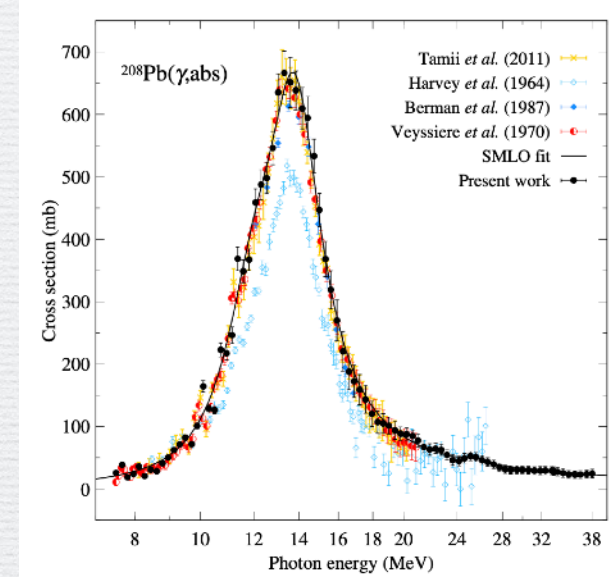 700
600
500
400
300
200
100
0
Cross section (mb)
²⁰⁸Pb(γ,abs)
Tamii et al. (2011)
Harvey et al. (1964)
Berman et al. (1987)
Veyssiere et al. (1970)
SMLO fit
Present work
8 10 12 14 16 18 20 24 28 32 38
Photon energy (MeV)